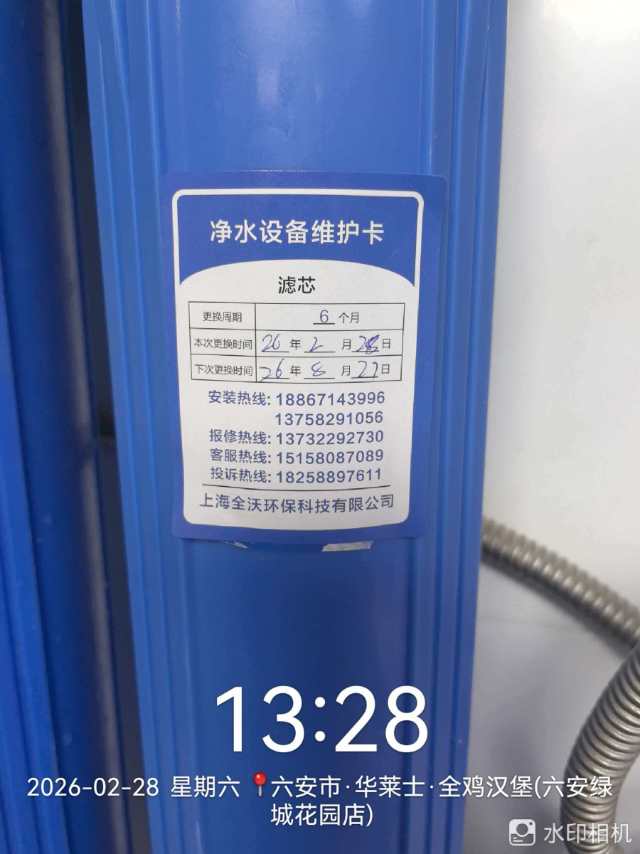 净水设备维护卡
滤芯
更换周期 6 个月
本次更换时间 26 年 2 月 28 日
下次更换时间 26 年 8 月 27 日
安装热线: 18867143996
13758291056
报修热线: 13732292730
客服热线: 15158087089
投诉热线: 18258897611
上海全沃环保科技有限公司
13:28
2026-02-28 星期六 六安市·华莱士·全鸡汉堡(六安绿
城花园店)
水印相机